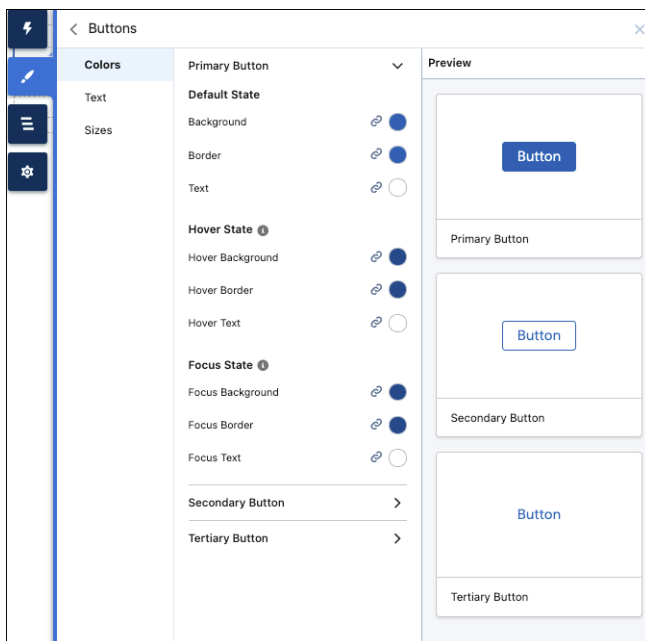 Buttons
Colors
Text
Sizes
Primary Button
Default State
Background
Border
Text
Hover State
Hover Background
Hover Border
Hover Text
Focus State
Focus Background
Focus Border
Focus Text
Secondary Button
Tertiary Button
Preview
Button
Primary Button
Button
Secondary Button
Button
Tertiary Button